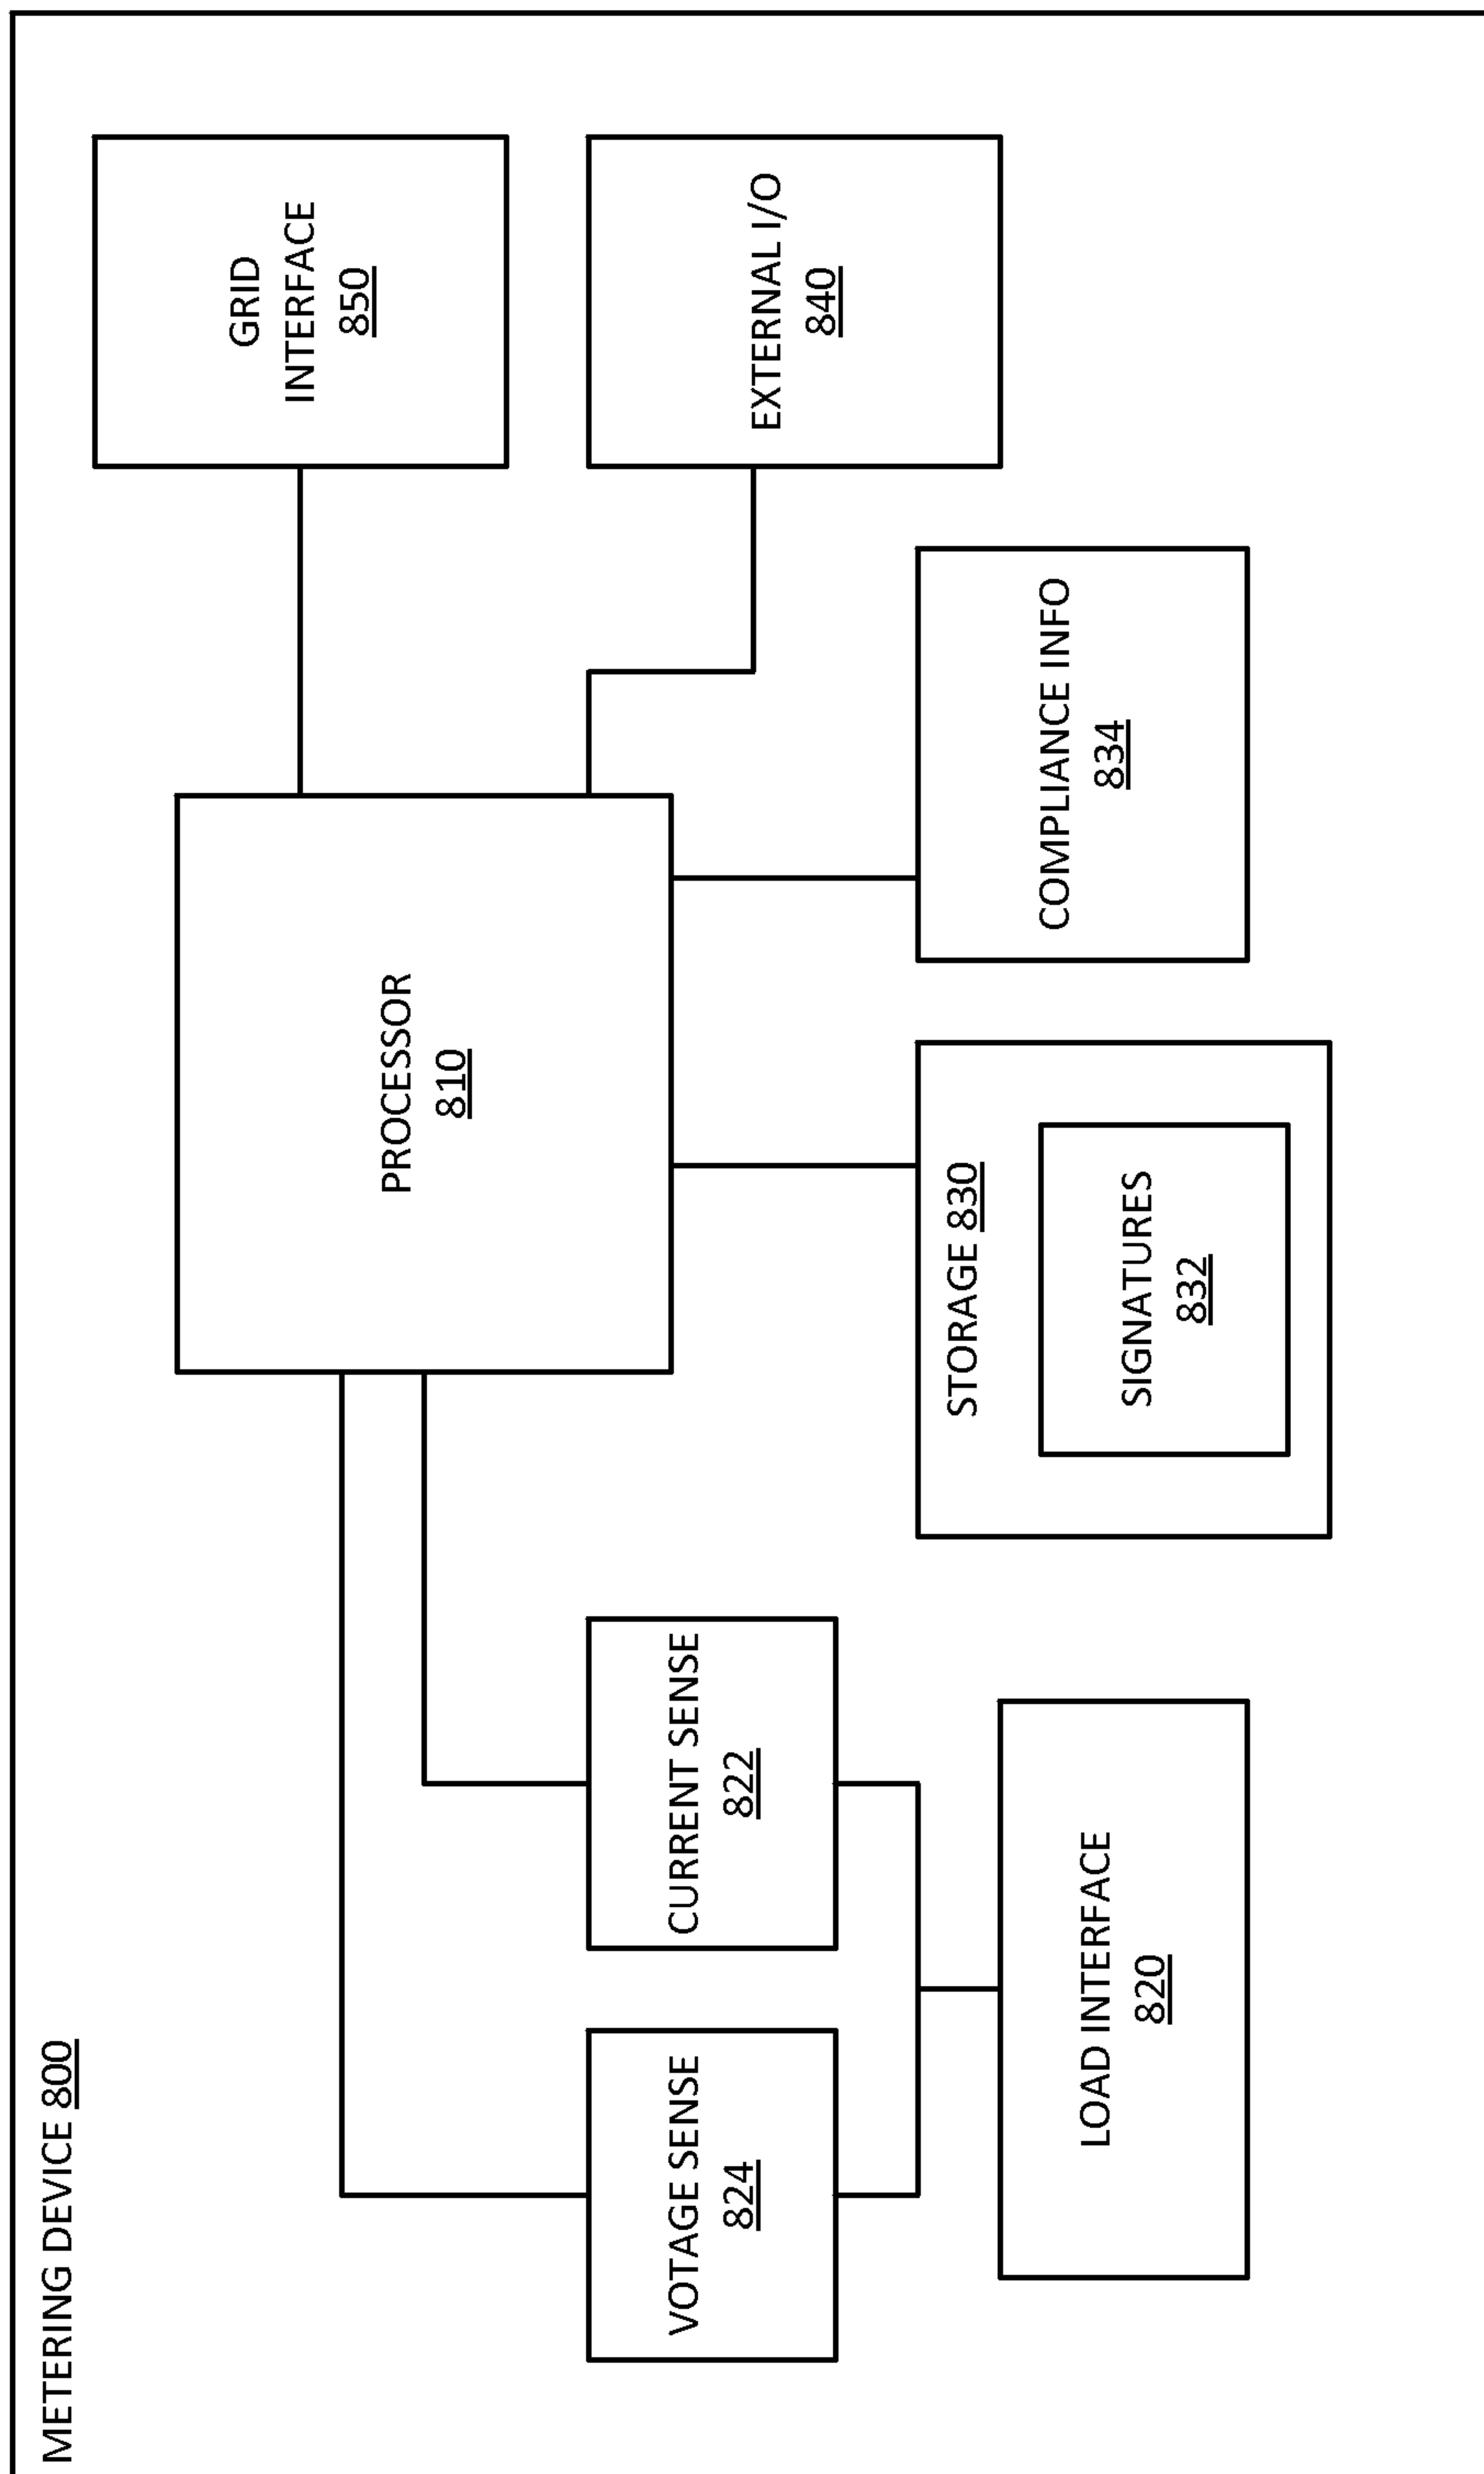 METERING DEVICE 800
GRID
INTERFACE
850
PROCESSOR
810
VOTAGE SENSE
824
CURRENT SENSE
822
EXTERNAL I/O
840
STORAGE 830
SIGNATURES
832
COMPLIANCE INFO
834
LOAD INTERFACE
820